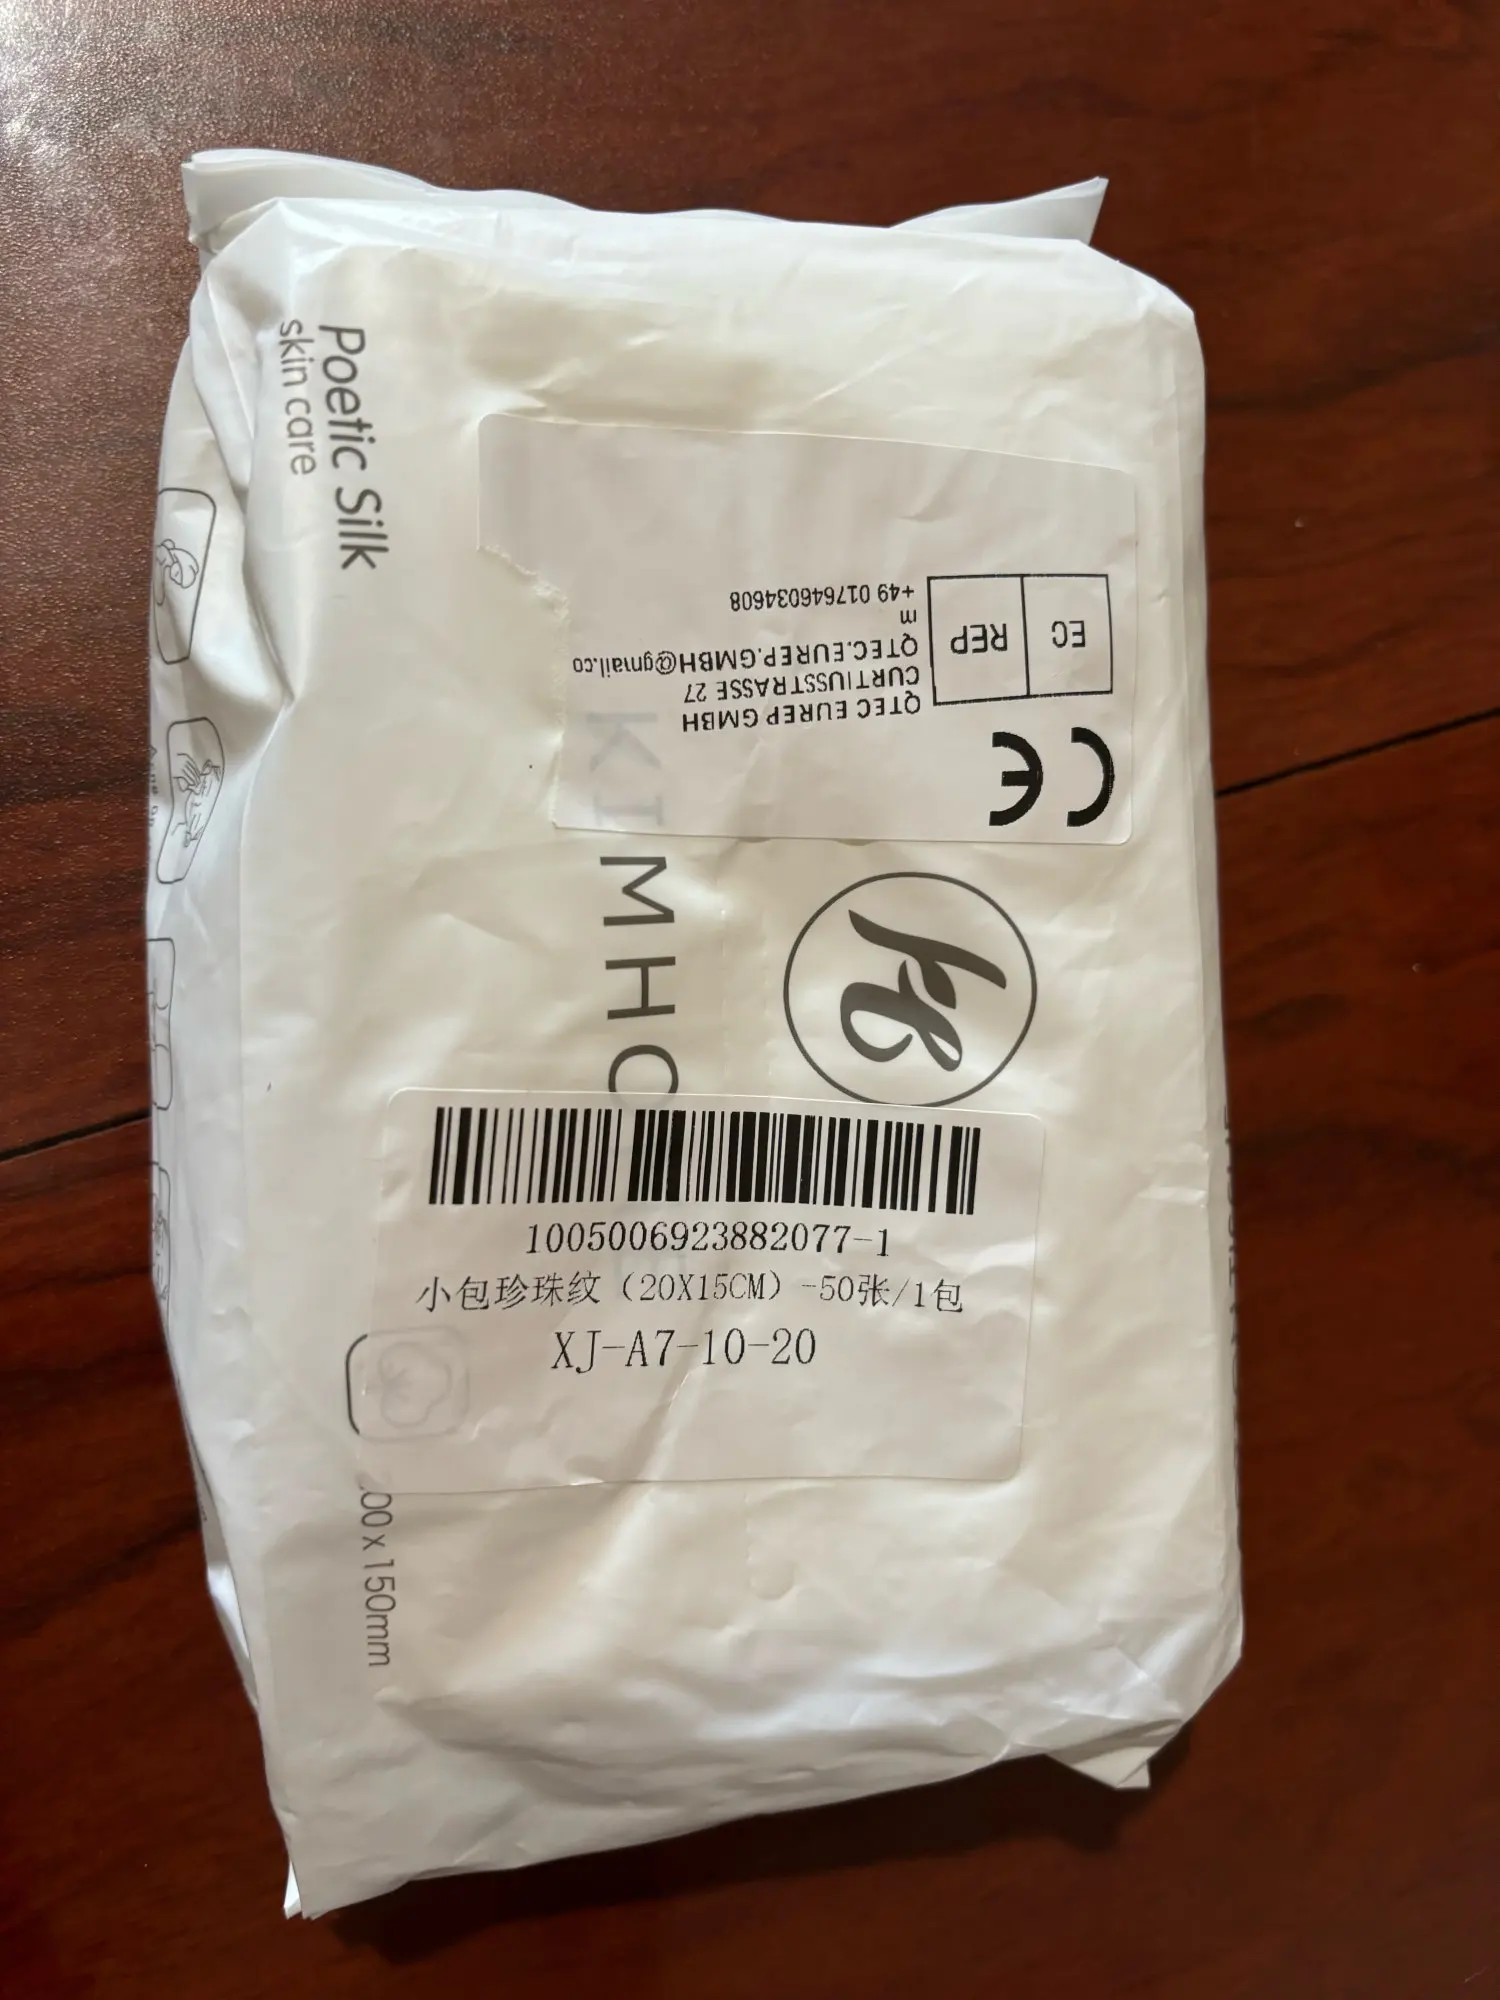 Poetic Silk
skin care
EC
REP
QTEC EUREP GMBH
CURTIUSSTRASSE 27
QTEC.EUREP.GMBH@gmail.co
m
+49 017646034608
CE
KIMHO
1005006923882077-1
小包珍珠纹（20X15CM）-50张/1包
XJ-A7-10-20
00 x 150mm